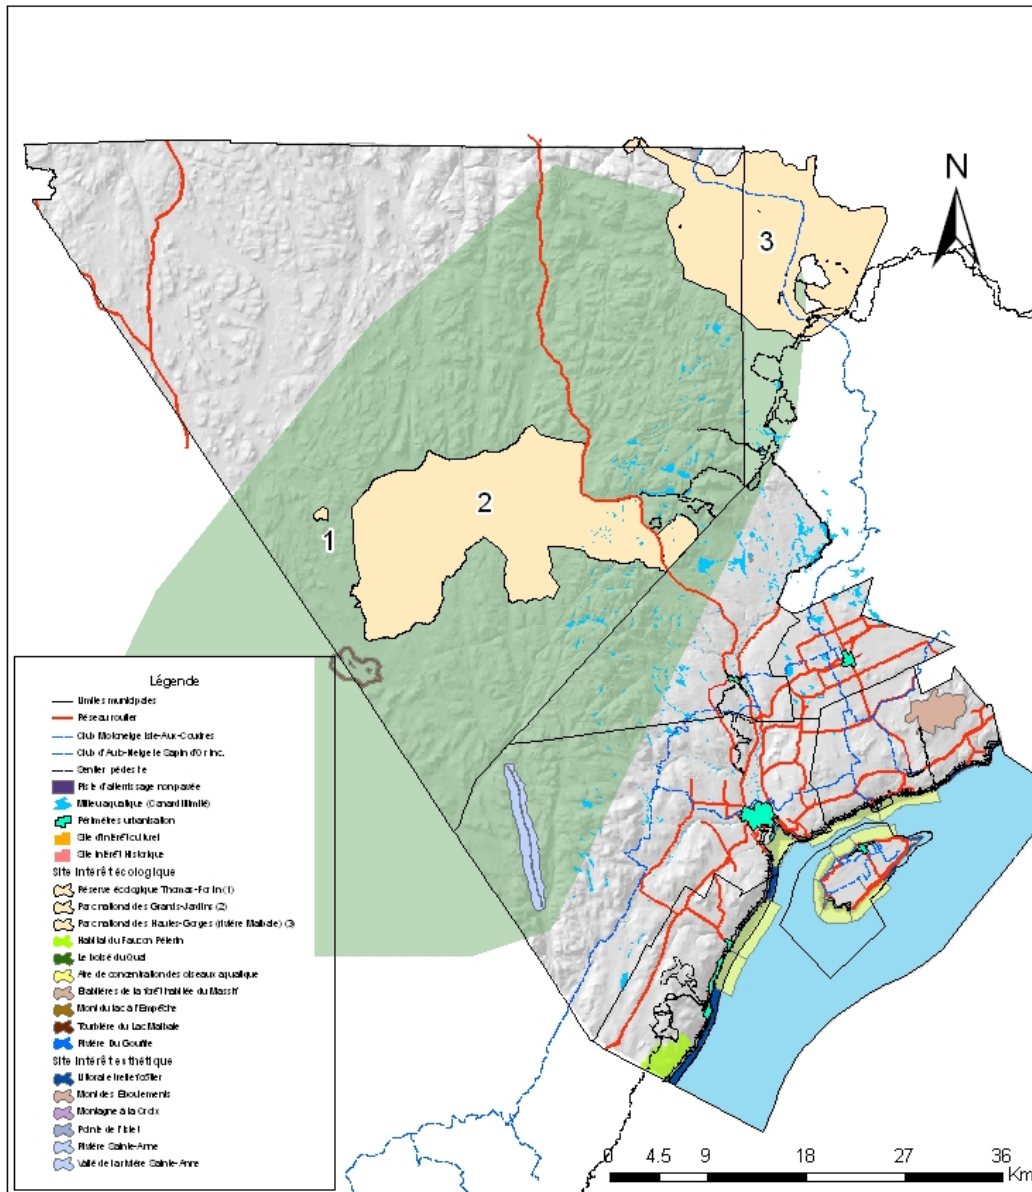 N
3
2
1
Légende
Limites municipales
Réseau routier
Club Motoneige Isle-Aux-Coudres
Club d'Auto-Neige le Sapin d'Or inc.
Sentier pédestre
Piste d'atterrissage non pavée
Milieu aquatique (Canard Illimité)
Périmètres urbanisation
Site d'intérêt culturel
Site Intérêt Historique
Site Intérêt écologique
Réserve écologique Thomas-Fortin (1)
Parc national des Grands-Jardins (2)
Parc national des Hautes-Gorges (rivière Malbaie) (3)
Habitat du Faucon Pèlerin
Le boisé du Quai
Aire de concentration des oiseaux aquatique
Érablières de la forêt habitée du Massif
Mont du lac à l'Empêche
Tourbière du Lac Malbaie
Rivière Du Gouffre
Site Intérêt esthétique
Littoral et relief côtier
Mont des Éboulements
Montagne à la Croix
Pointe de l'Islet
Rivière Sainte-Anne
Vallé de la rivière Sainte-Anne
0 4.5 9 18 27 36
Km